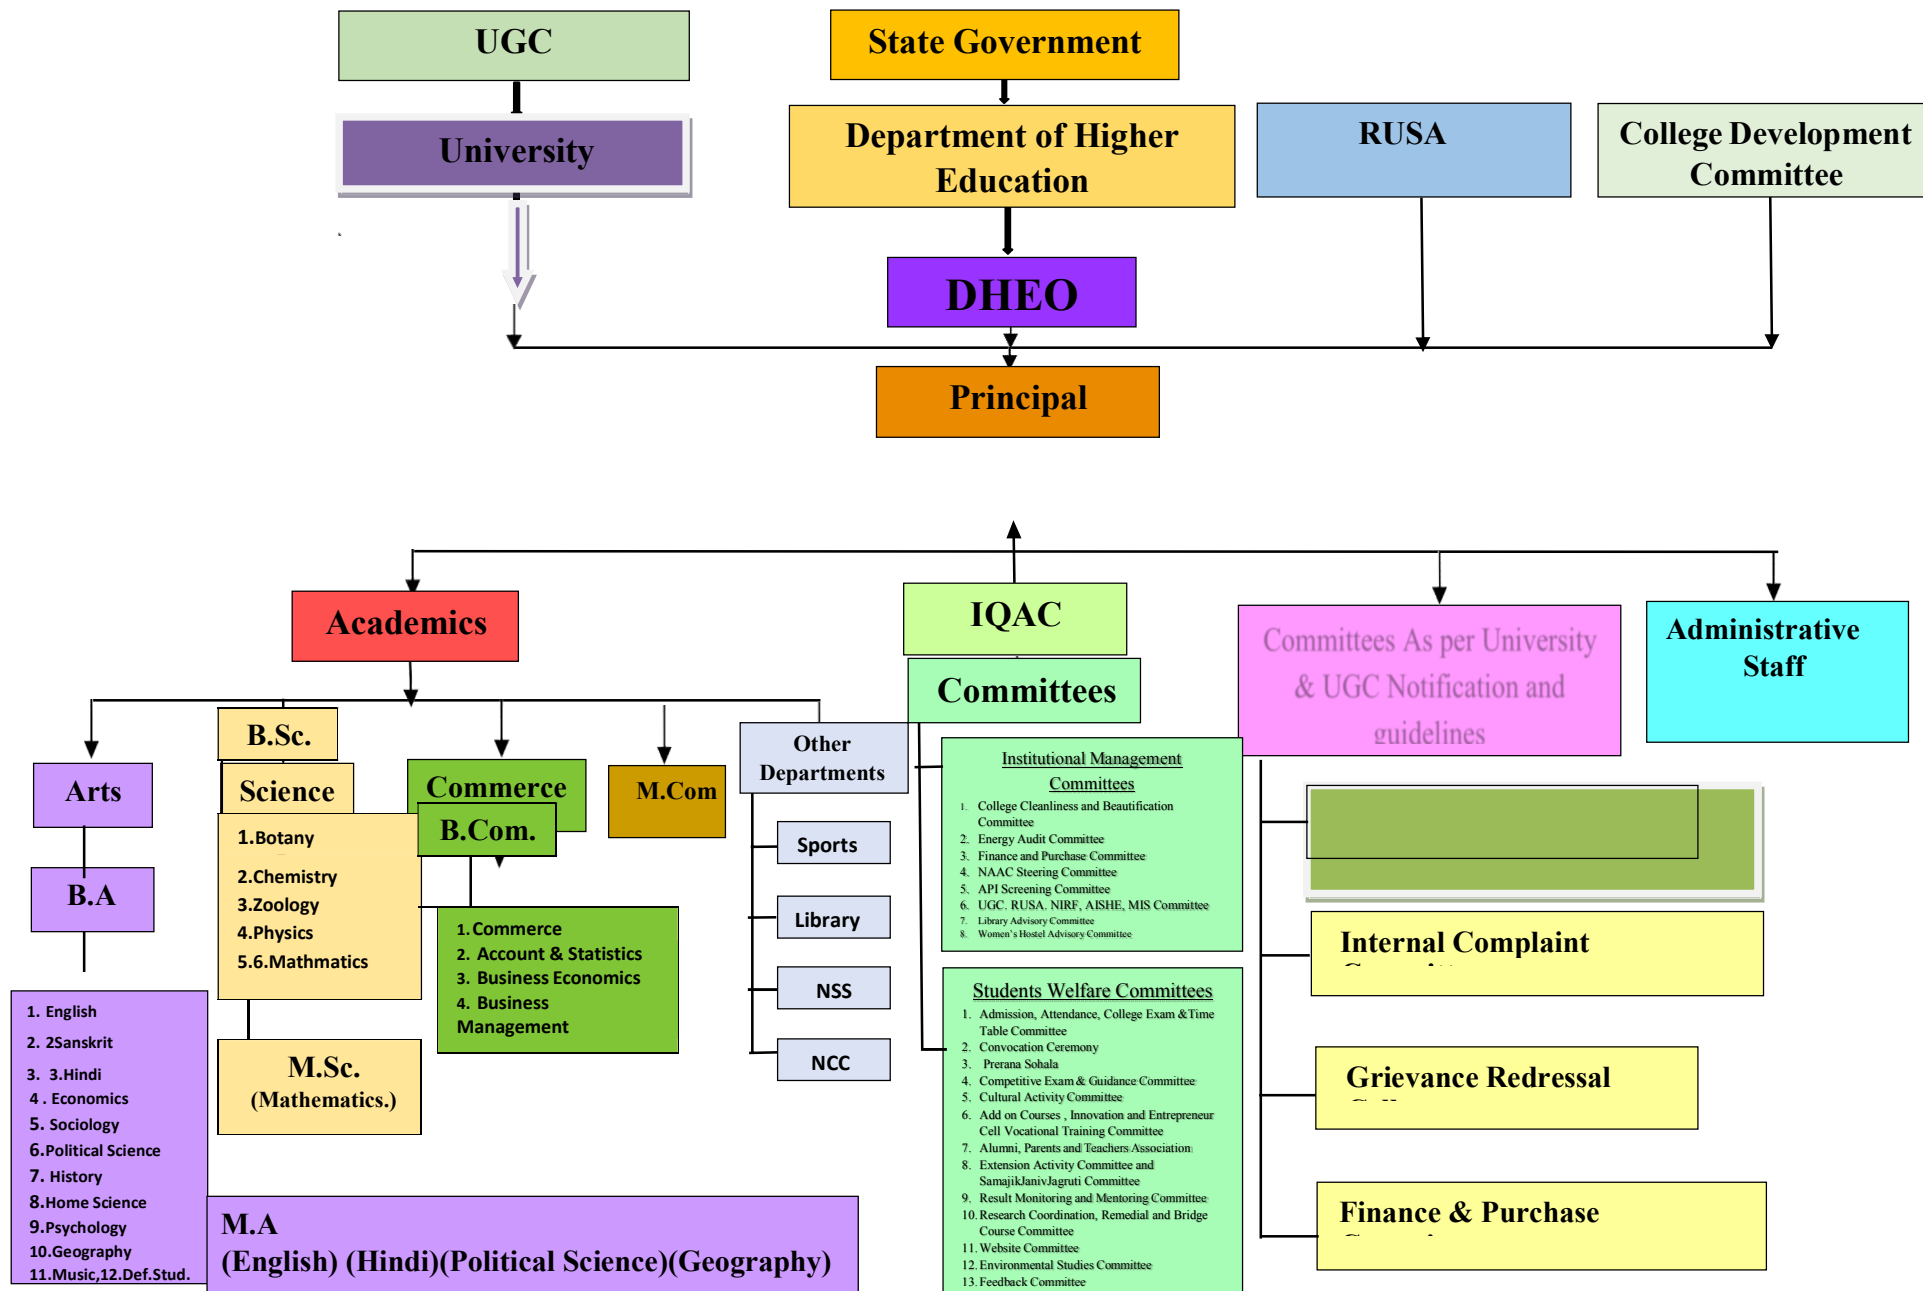 UGC
State Government
University
Department of Higher
Education
RUSA
College Development
Committee
DHEO
Principal
Academics
IQAC
Committees As per University
& UGC Notification and
guidelines
Administrative
Staff
Committees
B.Sc.
Science
Arts
B.A
Commerce
B.Com.
M.Com
Other
Departments
Sports
Library
NSS
NCC
1.Botany
2.Chemistry
3.Zoology
4.Physics
5.6.Mathmatics
M.Sc.
(Mathematics.)
1.Commerce
2. Account & Statistics
3. Business Economics
4. Business
Management
1. English
2. 2Sanskrit
3. 3.Hindi
4 . Economics
5. Sociology
6.Political Science
7. History
8.Home Science
9.Psychology
10.Geography
11.Music,12.Def.Stud.
M.A
(English) (Hindi)(Political Science)(Geography)
Institutional Management
Committees
1. College Cleanliness and Beautification
Committee
2. Energy Audit Committee
3. Finance and Purchase Committee
4. NAAC Steering Committee
5. API Screening Committee
6. UGC. RUSA. NIRF, AISHE, MIS Committee
7. Library Advisory Committee
8. Women's Hostel Advisory Committee
Students Welfare Committees
1. Admission, Attendance, College Exam &Time
Table Committee
2. Convocation Ceremony
3. Prerana Sohala
4. Competitive Exam & Guidance Committee
5. Cultural Activity Committee
6. Add on Courses , Innovation and Entrepreneur
Cell Vocational Training Committee
7. Alumni, Parents and Teachers Association
8. Extension Activity Committee and
SamajikJanivJagruti Committee
9. Result Monitoring and Mentoring Committee
10. Research Coordination, Remedial and Bridge
Course Committee
11. Website Committee
12. Environmental Studies Committee
13. Feedback Committee
Internal Complaint
Grievance Redressal
Finance & Purchase